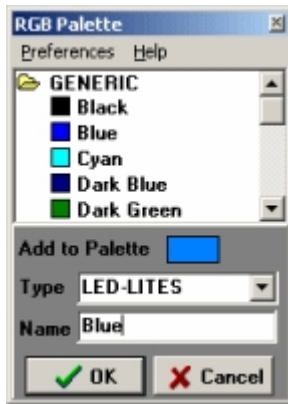 RGB Palette
Preferences Help
GENERIC
Black
Blue
Cyan
Dark Blue
Dark Green
Add to Palette
Type LED-LITES
Name Blue
OK Cancel